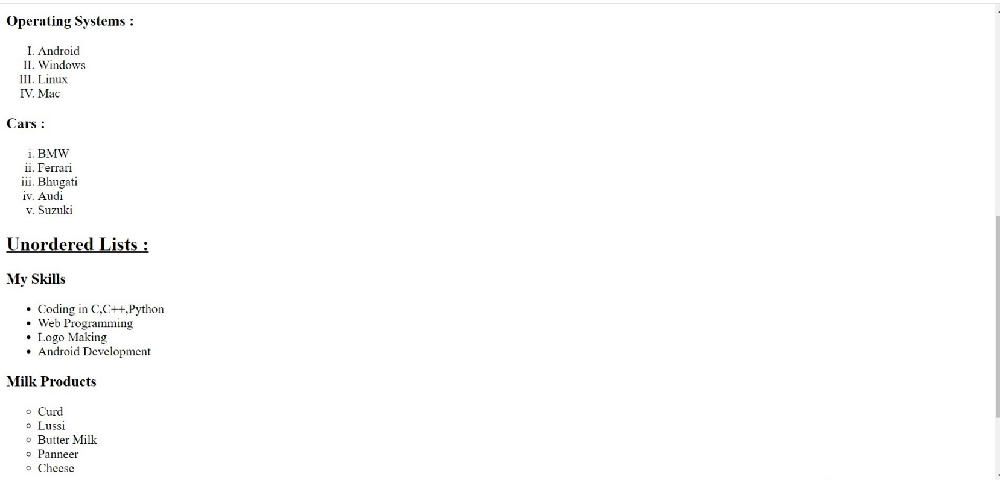 Operating Systems :
I. Android
II. Windows
III. Linux
IV. Mac
Cars :
i. BMW
ii. Ferrari
iii. Bhugati
iv. Audi
v. Suzuki
Unordered Lists :
My Skills
• Coding in C,C++,Python
• Web Programming
• Logo Making
• Android Development
Milk Products
◦ Curd
◦ Lussi
◦ Butter Milk
◦ Panneer
◦ Cheese